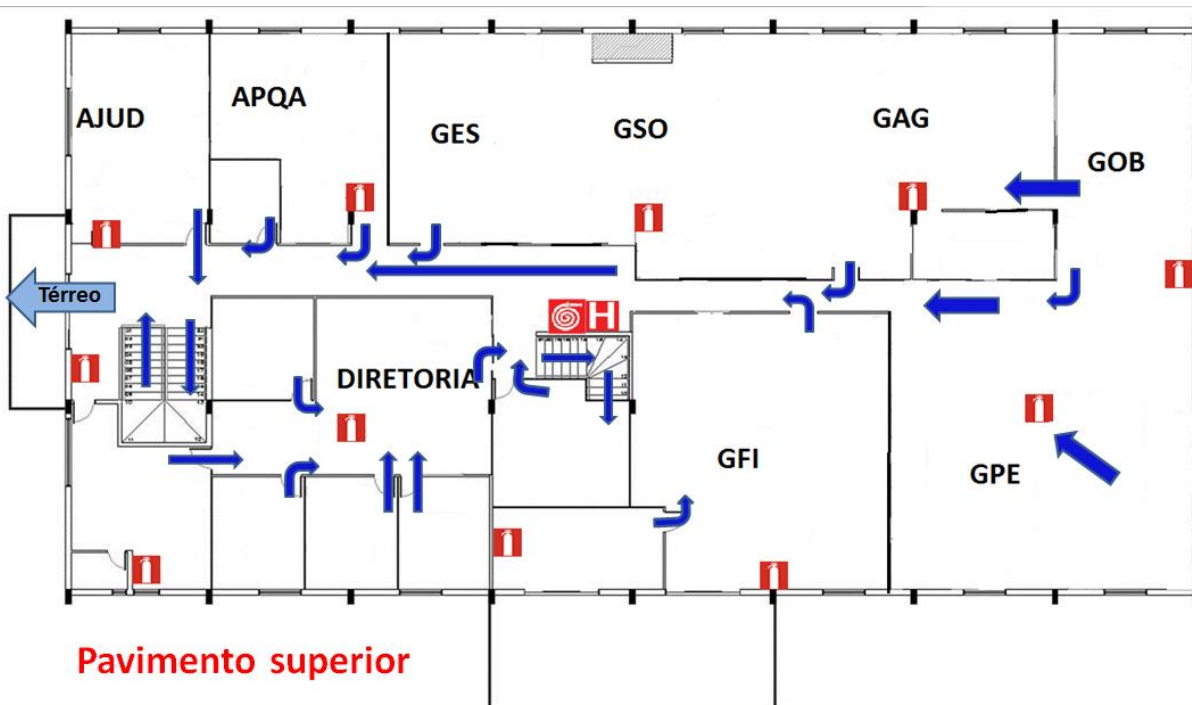 AJUD
APQA
GES
GSO
GAG
GOB
Térreo
H
DIRETORIA
GFI
GPE
Pavimento superior